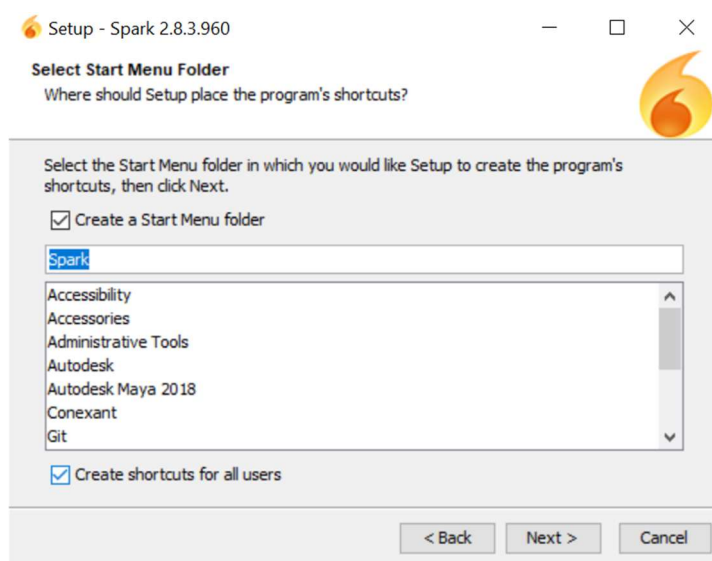 Setup - Spark 2.8.3.960
Select Start Menu Folder
Where should Setup place the program's shortcuts?
Select the Start Menu folder in which you would like Setup to create the program's
shortcuts, then click Next.
Create a Start Menu folder
Spark
Accessibility
Accessories
Administrative Tools
Autodesk
Autodesk Maya 2018
Conexant
Git
Create shortcuts for all users
< Back Next > Cancel